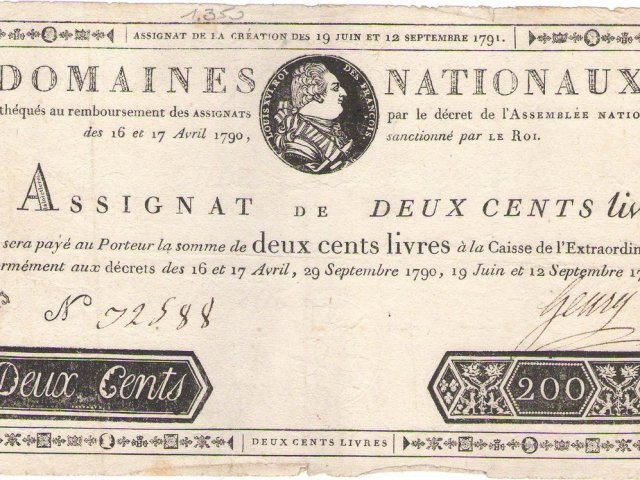 1,350
ASSIGNAT DE LA CRÉATION DES 19 JUIN ET 12 SEPTEMBRE 1791.
DOMAINES NATIONAUX
LOUIS XVI ROI DES FRANÇOIS
théqués au remboursement des ASSIGNATS par le décret de l'ASSEMBLÉE NATIO
des 16 et 17 Avril 1790, sanctionné par LE ROI.
ASSIGNAT DE DEUX CENTS liv
sera payé au Porteur la somme de deux cents livres à la Caisse de l'Extraordin
ormément aux décrets des 16 et 17 Avril, 29 Septembre 1790, 19 Juin et 12 Septembre 17
N° 32588
Deux Cents
200
DEUX CENTS LIVRES